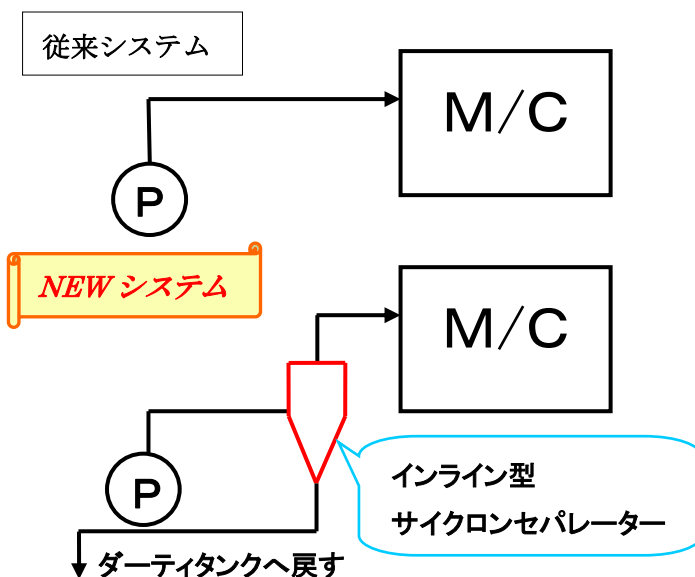 従来システム
M/C
P
NEW システム
M/C
P
インライン型
サイクロンセパレーター
ダーティタンクへ戻す